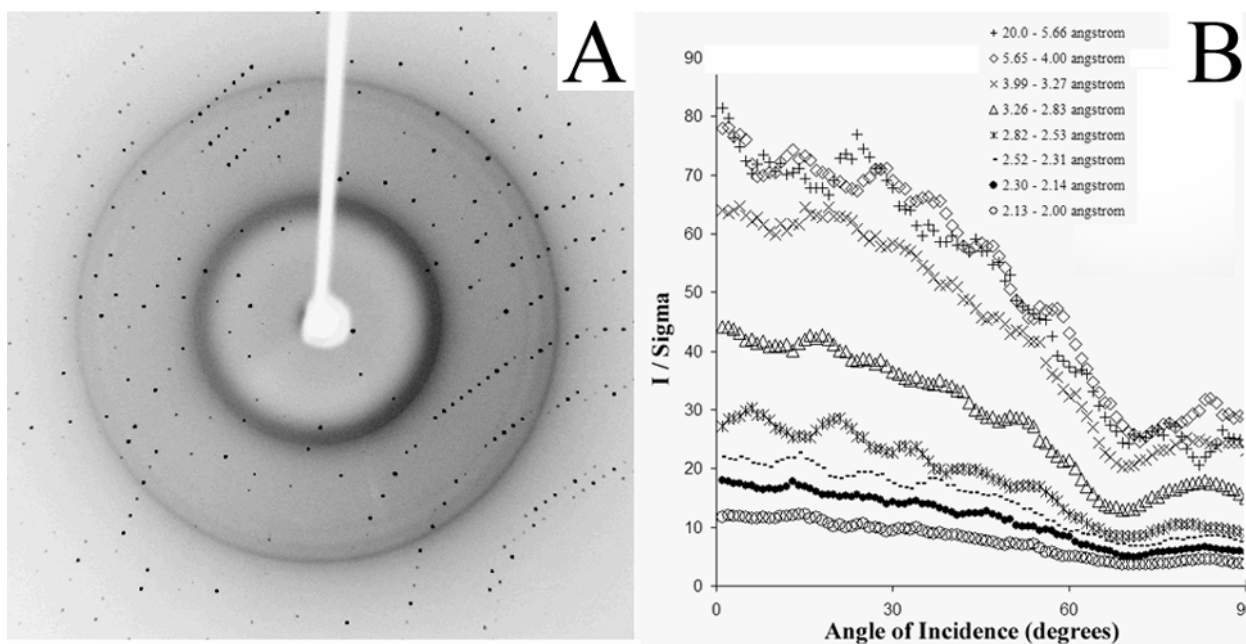 A
B
+ 20.0 - 5.66 angstrom
◇ 5.65 - 4.00 angstrom
× 3.99 - 3.27 angstrom
△ 3.26 - 2.83 angstrom
∗ 2.82 - 2.53 angstrom
- 2.52 - 2.31 angstrom
● 2.30 - 2.14 angstrom
○ 2.13 - 2.00 angstrom
90
80
70
60
50
40
30
20
10
0
I / Sigma
0 30 60 90
Angle of Incidence (degrees)